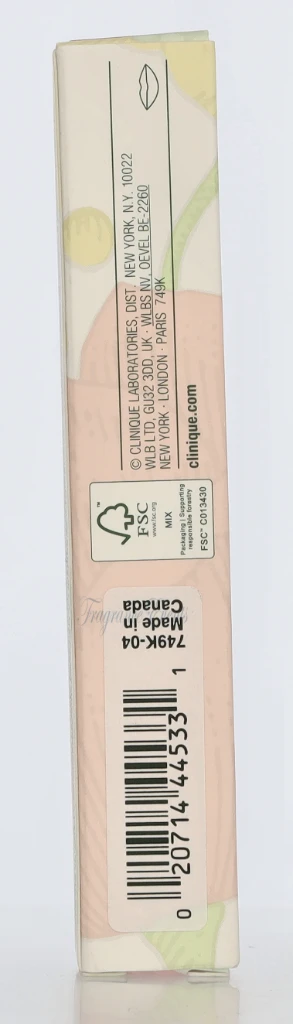 © CLINIQUE LABORATORIES, DIST. NEW YORK, N.Y. 10022
WLB LTD, GU32 3DD, UK · WLBS NV, OEVEL BE-2260
NEW YORK · LONDON · PARIS 749K
clinique.com
FSC
www.fsc.org
MIX
Packaging | Supporting
responsible forestry
FSC™ C013430
749K-04
Made in
Canada
0 20714 44533 1